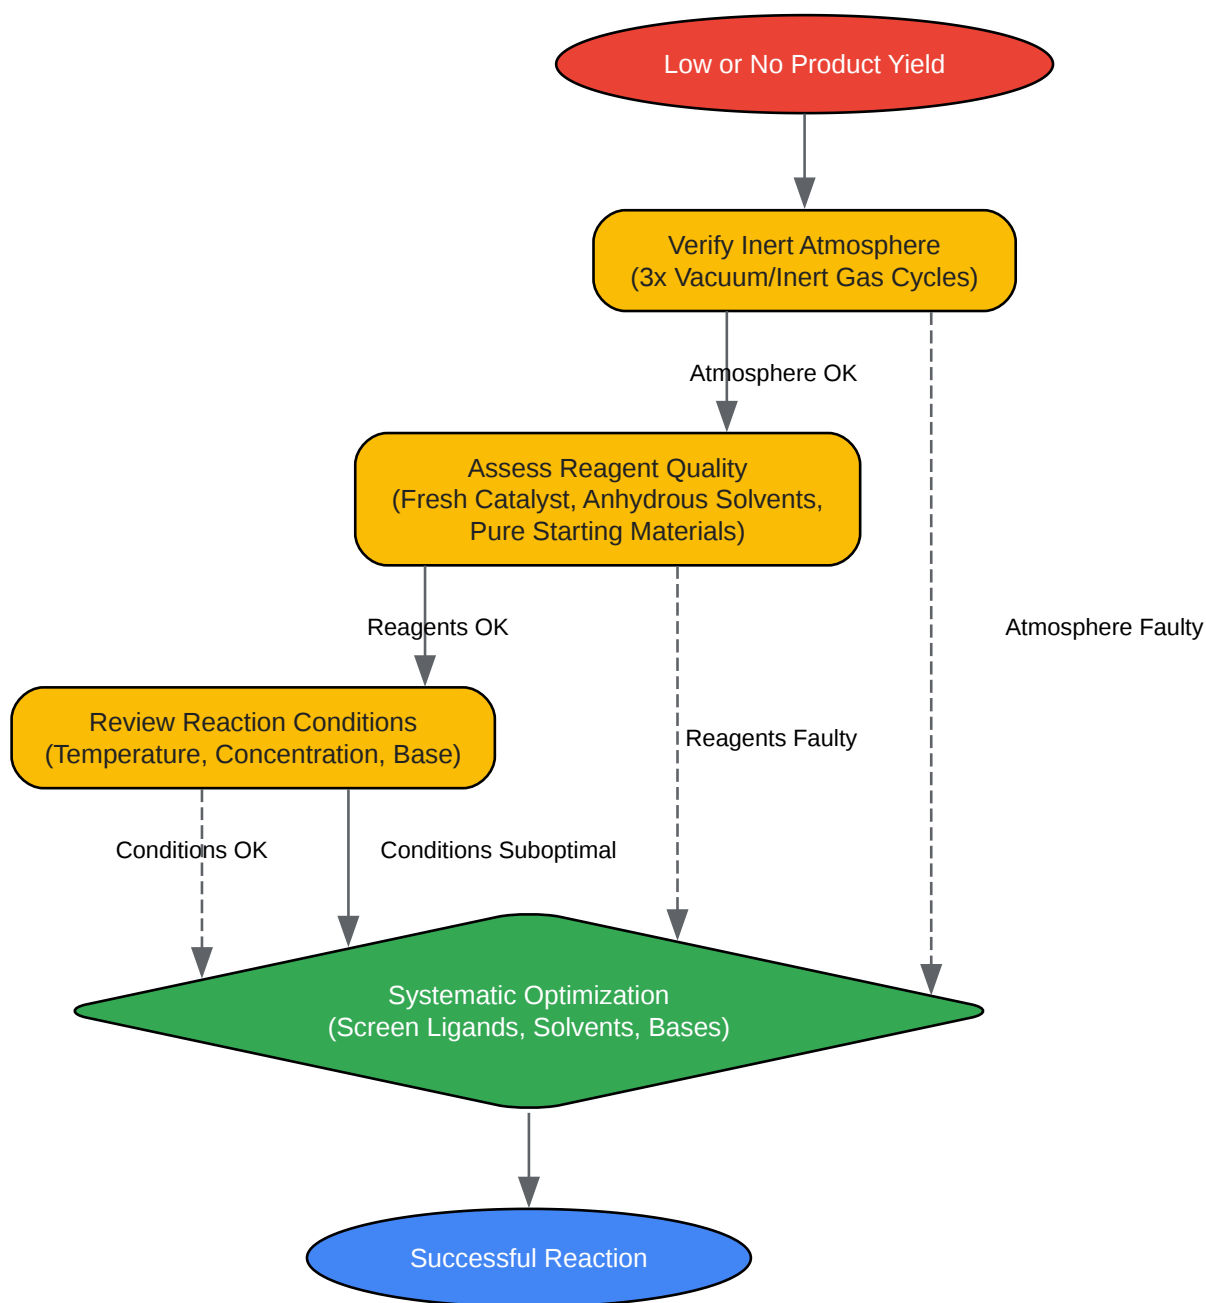 Low or No Product Yield
Verify Inert Atmosphere
(3x Vacuum/Inert Gas Cycles)
Atmosphere OK
Assess Reagent Quality
(Fresh Catalyst, Anhydrous Solvents,
Pure Starting Materials)
Reagents OK
Atmosphere Faulty
Review Reaction Conditions
(Temperature, Concentration, Base)
Reagents Faulty
Conditions OK
Conditions Suboptimal
Systematic Optimization
(Screen Ligands, Solvents, Bases)
Successful Reaction